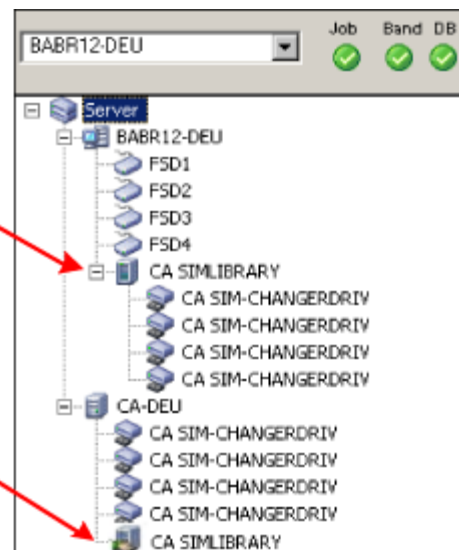 BABR12-DEU
Job Band DB
Server
BABR12-DEU
FSD1
FSD2
FSD3
FSD4
CA SIMLIBRARY
CA SIM-CHANGERDRIV
CA SIM-CHANGERDRIV
CA SIM-CHANGERDRIV
CA SIM-CHANGERDRIV
CA-DEU
CA SIM-CHANGERDRIV
CA SIM-CHANGERDRIV
CA SIM-CHANGERDRIV
CA SIM-CHANGERDRIV
CA SIMLIBRARY